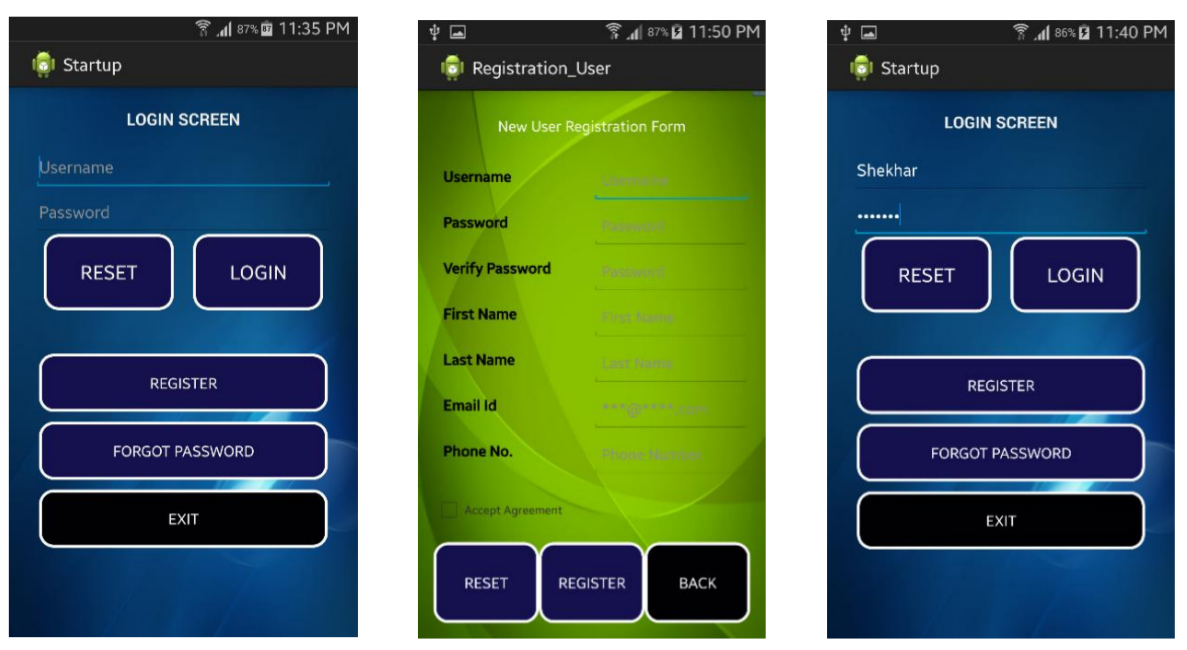 87% 11:35 PM
Startup
LOGIN SCREEN
Username
Password
RESET LOGIN
REGISTER
FORGOT PASSWORD
EXIT
87% 11:50 PM
Registration_User
New User Registration Form
Username Username
Password Password
Verify Password Password
First Name First Name
Last Name Last Name
Email Id ***@****.com
Phone No. Phone Number
Accept Agreement
RESET REGISTER BACK
86% 11:40 PM
Startup
LOGIN SCREEN
Shekhar
•••••••
RESET LOGIN
REGISTER
FORGOT PASSWORD
EXIT